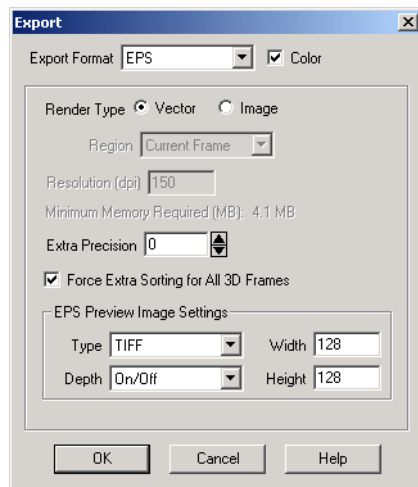 Export
Export Format EPS Color
Render Type Vector Image
Region Current Frame
Resolution (dpi) 150
Minimum Memory Required (MB): 4.1 MB
Extra Precision 0
Force Extra Sorting for All 3D Frames
EPS Preview Image Settings
Type TIFF Width 128
Depth On/Off Height 128
OK Cancel Help